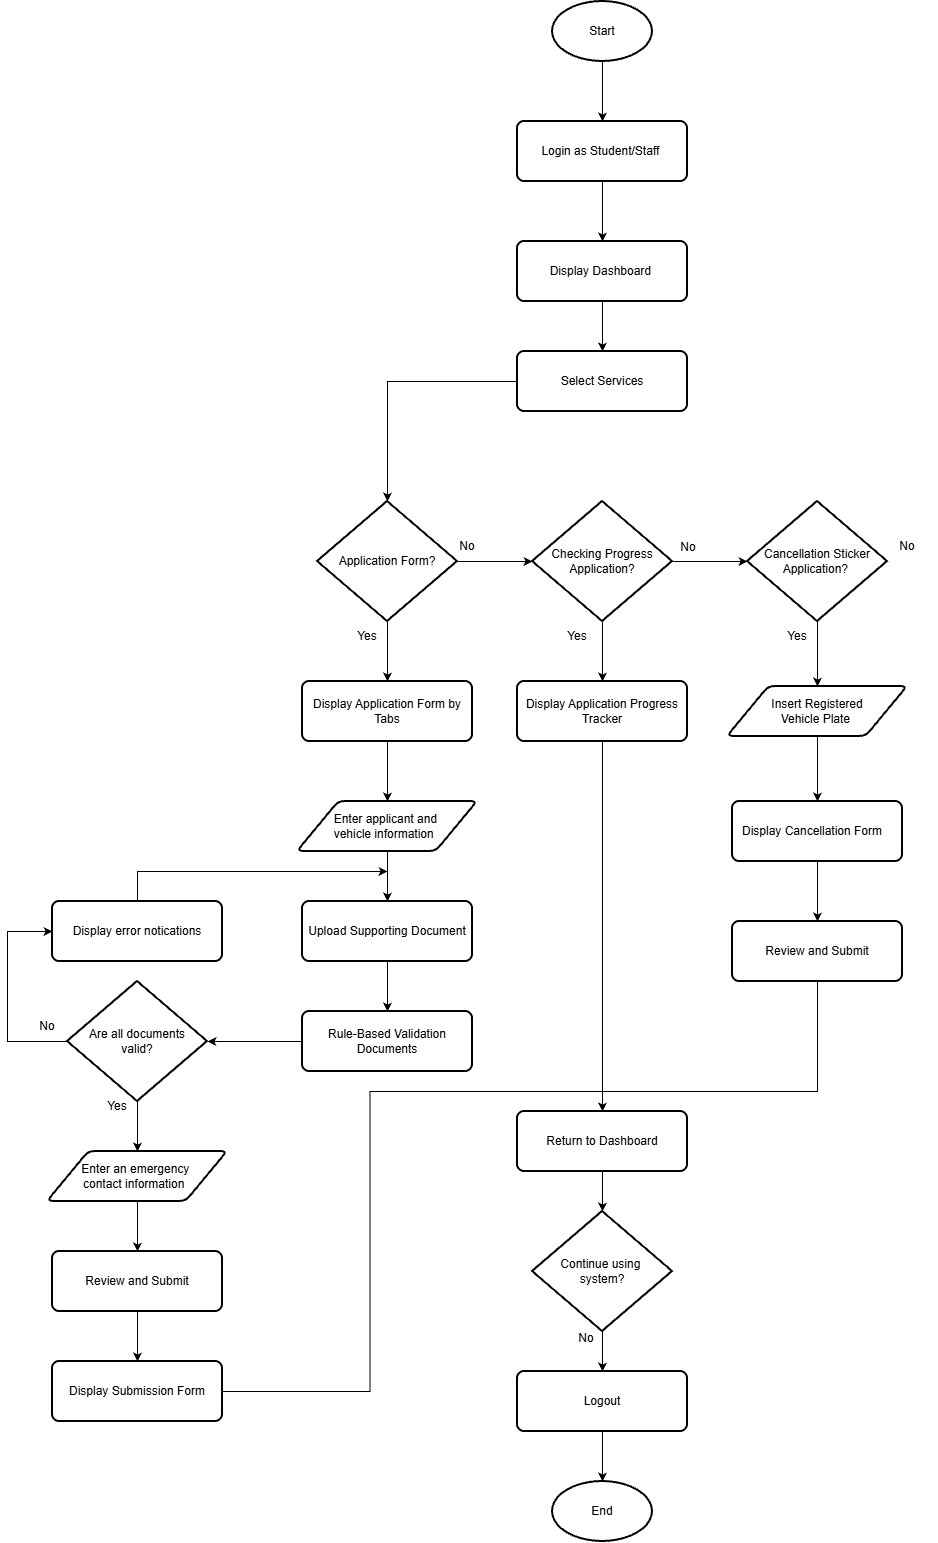 Start
Login as Student/Staff
Display Dashboard
Select Services
Application Form?
No
Checking Progress
Application?
No
Cancellation Sticker
Application?
No
Yes
Yes
Yes
Display Application Form by
Tabs
Display Application Progress
Tracker
Insert Registered
Vehicle Plate
Enter applicant and
vehicle information
Display Cancellation Form
Display error notications
Upload Supporting Document
Review and Submit
No
Are all documents
valid?
Rule-Based Validation
Documents
Yes
Return to Dashboard
Enter an emergency
contact information
Continue using
system?
Review and Submit
No
Display Submission Form
Logout
End